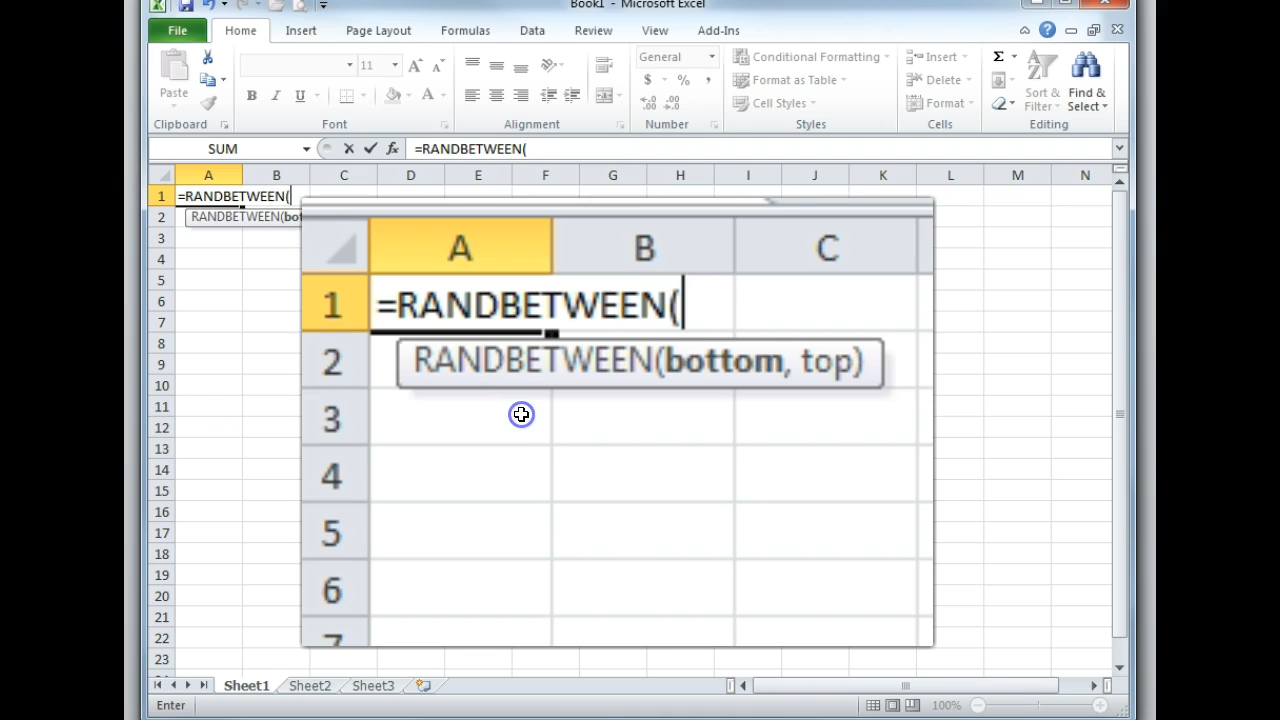 Book1 - Microsoft Excel
File Home Insert Page Layout Formulas Data Review View Add-Ins
11 General Conditional Formatting Insert Σ
Paste B I U A $ % , Format as Table Delete Sort & Find &
Cell Styles Format Filter Select
Clipboard Font Alignment Number Styles Cells Editing
SUM fx =RANDBETWEEN(
A B C D E F G H I J K L M N
1 =RANDBETWEEN(
2 RANDBETWEEN(bot
3
4
5
6
7
8
9
10
11
12
13
14
15
16
17
18
19
20
21
22
23
A B C
1 =RANDBETWEEN(
2 RANDBETWEEN(bottom, top)
3
4
5
6
7
Sheet1 Sheet2 Sheet3
Enter 100%